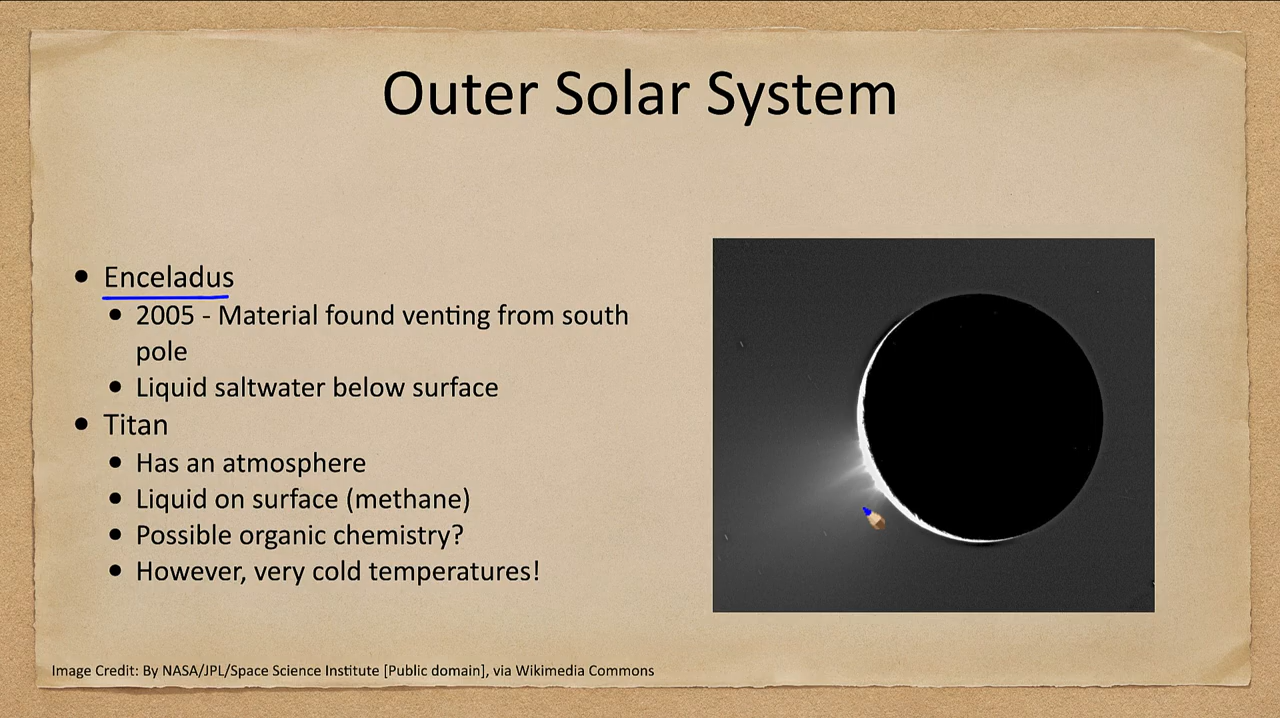 Outer Solar System
• Enceladus
• 2005 - Material found venting from south
pole
• Liquid saltwater below surface
• Titan
• Has an atmosphere
• Liquid on surface (methane)
• Possible organic chemistry?
• However, very cold temperatures!
Image Credit: By NASA/JPL/Space Science Institute [Public domain], via Wikimedia Commons